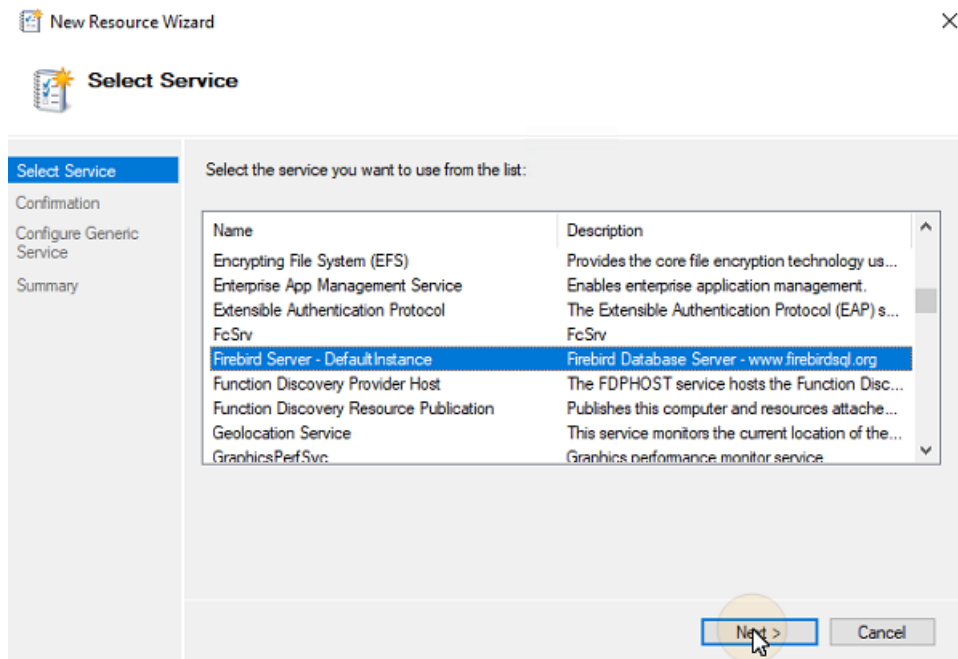 New Resource Wizard
Select Service
Select Service
Confirmation
Configure Generic
Service
Summary
Select the service you want to use from the list:
Name Description
Encrypting File System (EFS) Provides the core file encryption technology us...
Enterprise App Management Service Enables enterprise application management.
Extensible Authentication Protocol The Extensible Authentication Protocol (EAP) s...
FcSrv FcSrv
Firebird Server - DefaultInstance Firebird Database Server - www.firebirdsql.org
Function Discovery Provider Host The FDPHOST service hosts the Function Disc...
Function Discovery Resource Publication Publishes this computer and resources attache...
Geolocation Service This service monitors the current location of the...
GraphicsPerfSvc Graphics performance monitor service
Next > Cancel